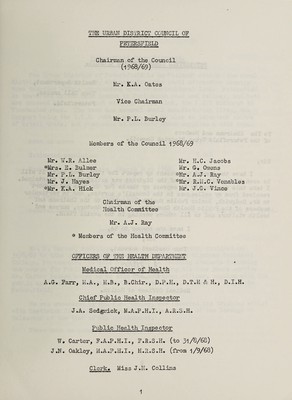 THE URBAN DISTRICT COUNCIL OF
PETERSFIELD
Chairman of the Council
(1968/69)
Mr. K.A. Oates
Vice Chairman
Mr. P.L. Burley
Members of the Council 1968/69
Mr. W.R. Allee
Mr. H.C. Jacobs
*Mrs. E. Bulmer
Mr. G. Owens
Mr. P.L. Burley
*Mr. A.J. Ray
Mr. J. Hayes
*Mr. R.H.C. Venables
*Mr. K.A. Hick
Mr. J.G. Vince
Chairman of the
Health Committee
Mr. A.J. Ray
* Members of the Health Committee
OFFICERS OF THE HEALTH DEPARTMENT
Medical Officer of Health
A.G. Farr, M.A., M.B., B.Chir., D.P.H., D.T.M & H., D.I.H.
Chief Public Health Inspector
J.A. Sedgwick, M.A.P.H.I., A.R.S.H.
Public Health Inspector
W. Carter, F.A.P.H.I., F.R.S.H. (to 31/8/68)
J.N. Oakley, M.A.P.H.I., M.R.S.H. (from 1/9/68)
Clerk. Miss J.M. Collins
1